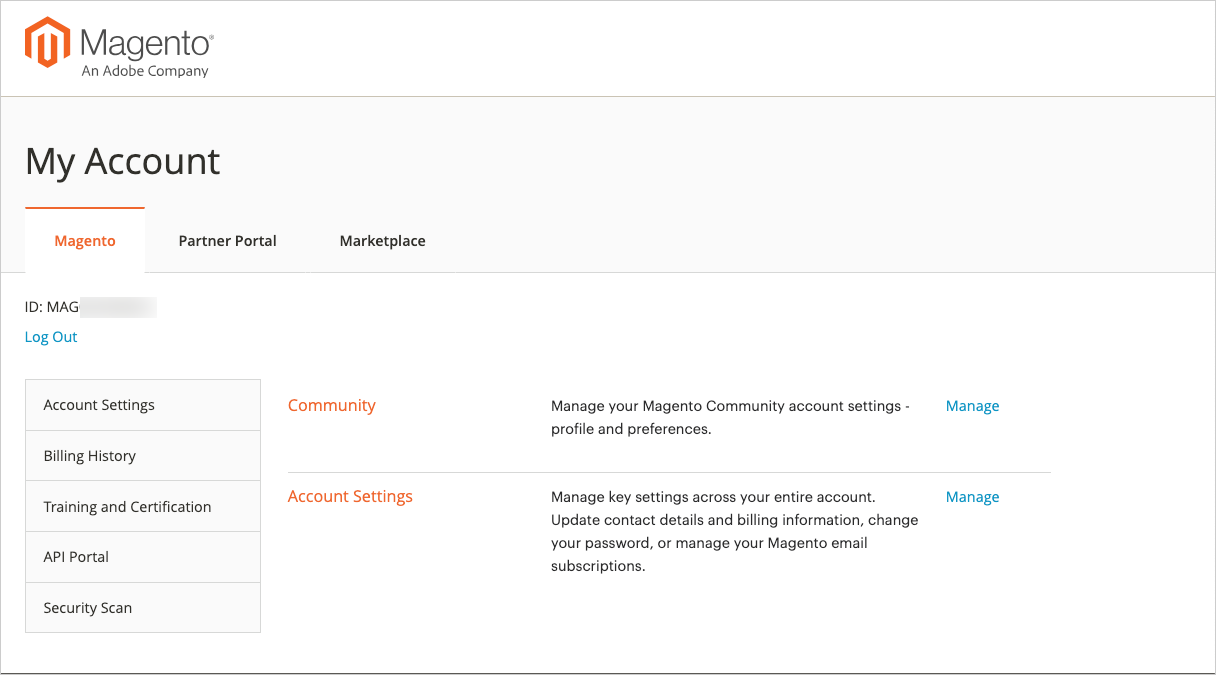 Magento®
An Adobe Company
My Account
Magento
Partner Portal
Marketplace
ID: MAG
Log Out
Account Settings
Billing History
Training and Certification
API Portal
Security Scan
Community
Manage your Magento Community account settings -
profile and preferences.
Manage
Account Settings
Manage key settings across your entire account.
Update contact details and billing information, change
your password, or manage your Magento email
subscriptions.
Manage